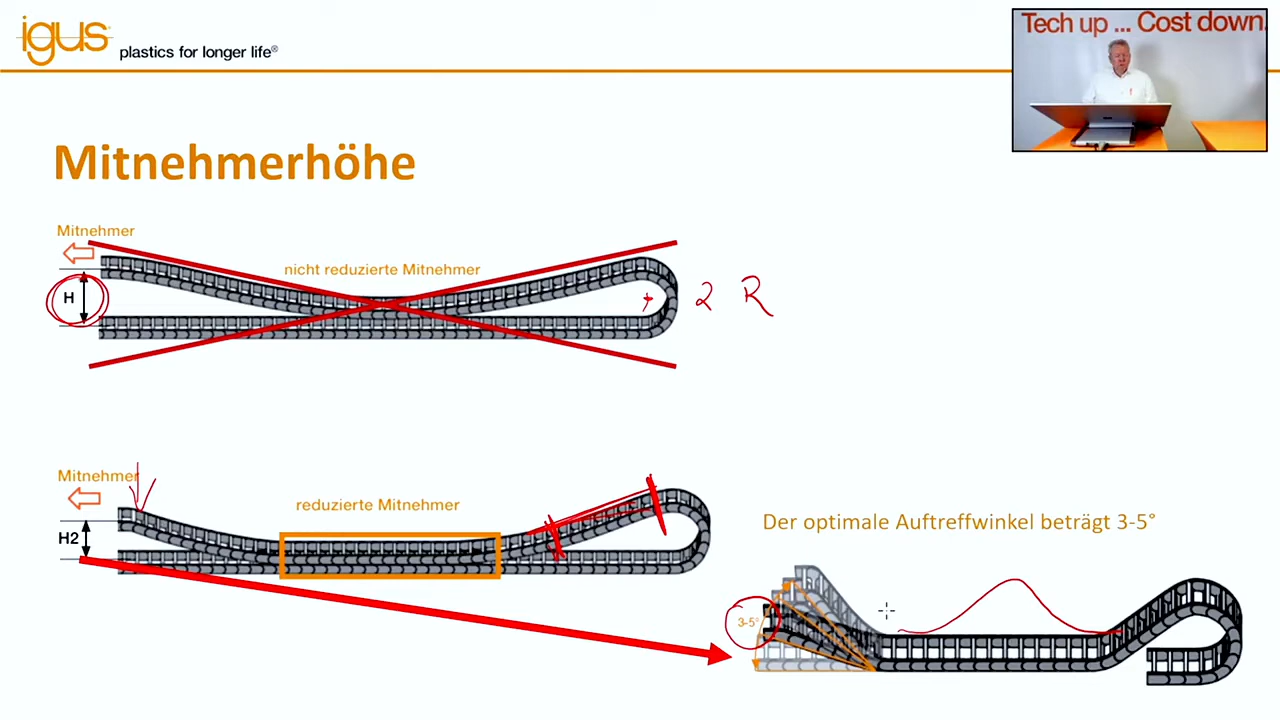 igus®
plastics for longer life®
Tech up ... Cost down.
Mitnehmerhöhe
Mitnehmer
nicht reduzierte Mitnehmer
H
2 R
Mitnehmer
reduzierte Mitnehmer
H2
Der optimale Auftreffwinkel beträgt 3-5°
3-5°